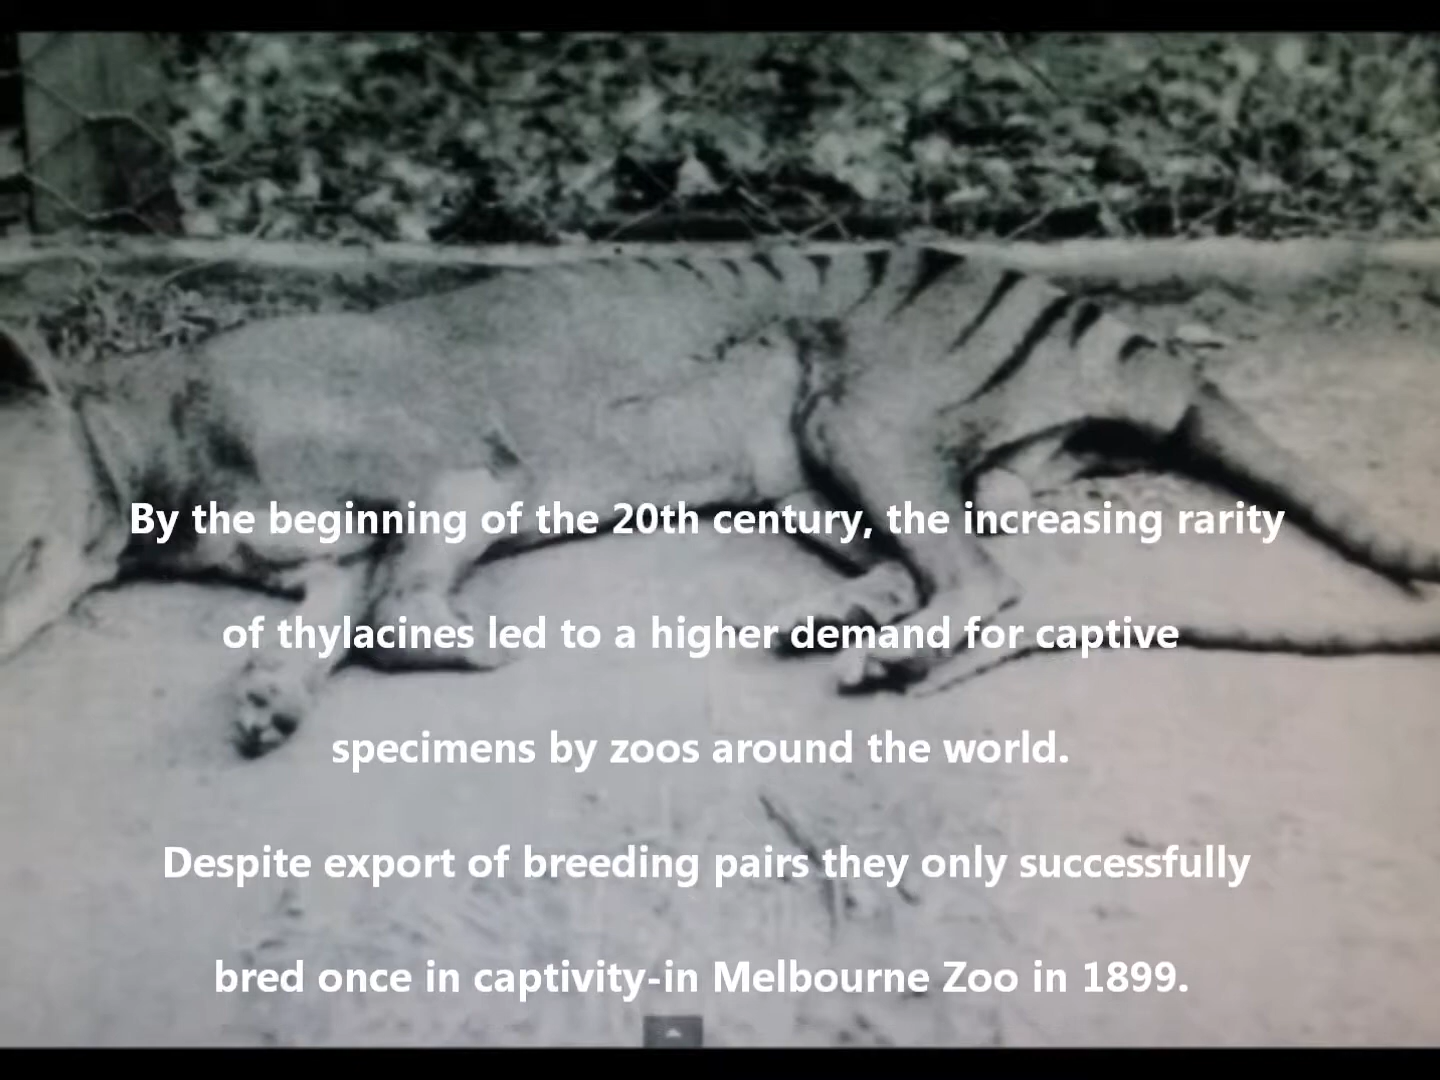 By the beginning of the 20th century, the increasing rarity
of thylacines led to a higher demand for captive
specimens by zoos around the world.
Despite export of breeding pairs they only successfully
bred once in captivity-in Melbourne Zoo in 1899.